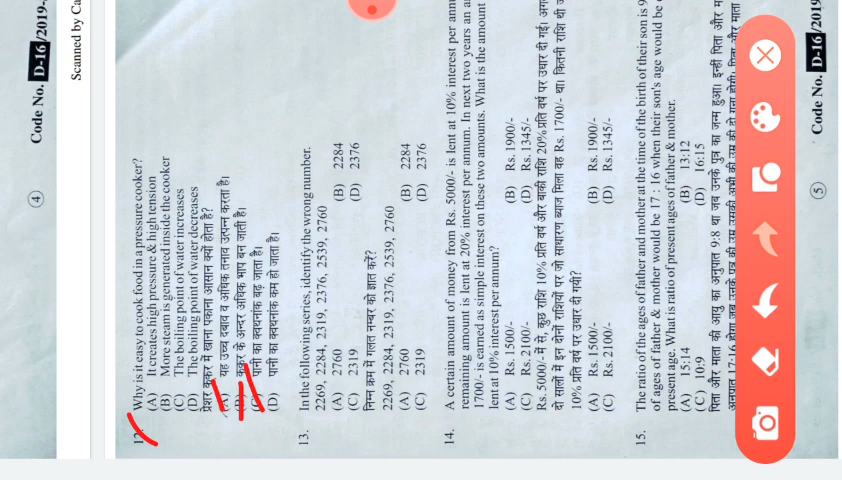 ④ Code No. D-16/2019-
Scanned by Ca
12. Why is it easy to cook food in a pressure cooker?
(A) It creates high pressure & high tension
(B) More steam is generated inside the cooker
(C) The boiling point of water increases
(D) The boiling point of water decreases
प्रेशर कूकर में खाना पकाना आसान क्यों होता है?
(A) यह उच्च दबाव व अधिक तनाव उत्पन्न करता है।
(B) कूकर के अन्दर अधिक भाप बन जाती है।
(C) पानी का क्वथनांक बढ़ जाता है।
(D) पानी का क्वथनांक कम हो जाता है।
13. In the following series, identify the wrong number.
2269, 2284, 2319, 2376, 2539, 2760
(A) 2760 (B) 2284
(C) 2319 (D) 2376
निम्न क्रम में गलत नम्बर को ज्ञात करें?
2269, 2284, 2319, 2376, 2539, 2760
(A) 2760 (B) 2284
(C) 2319 (D) 2376
14. A certain amount of money from Rs. 5000/- is lent at 10% interest per annu
remaining amount is lent at 20% interest per annum. In next two years an a
1700/- is earned as simple interest on these two amounts. What is the amount
lent at 10% interest per annum?
(A) Rs. 1500/- (B) Rs. 1900/-
(C) Rs. 2100/- (D) Rs. 1345/-
Rs. 5000/- में से, कुछ राशि 10% प्रति वर्ष और बाकी राशि 20% प्रति वर्ष पर उधार दी गई। अग
दो सालों में इन दोनों राशियों पर जो साधारण ब्याज मिला वह Rs. 1700/- था। कितनी राशि थी ज
10% प्रति वर्ष पर उधार दी गयी?
(A) Rs. 1500/- (B) Rs. 1900/-
(C) Rs. 2100/- (D) Rs. 1345/-
15. The ratio of the ages of father and mother at the time of the birth of their son is 9
of ages of father & mother would be 17 : 16 when their son's age would be
present age. What is ratio of present ages of father & mother.
(A) 15:14 (B) 13:12
(C) 10:9 (D) 16:15
पिता और माता की आयु का अनुपात 9:8 था जब उनके पुत्र का जन्म हुआ। इन्हीं पिता और म
अनुपात 17:16 होगा जब उनके पुत्र की उम्र उसकी अभी की उम्र की दो गुना होगी। पिता और माता
⑤ Code No. D-16/2019